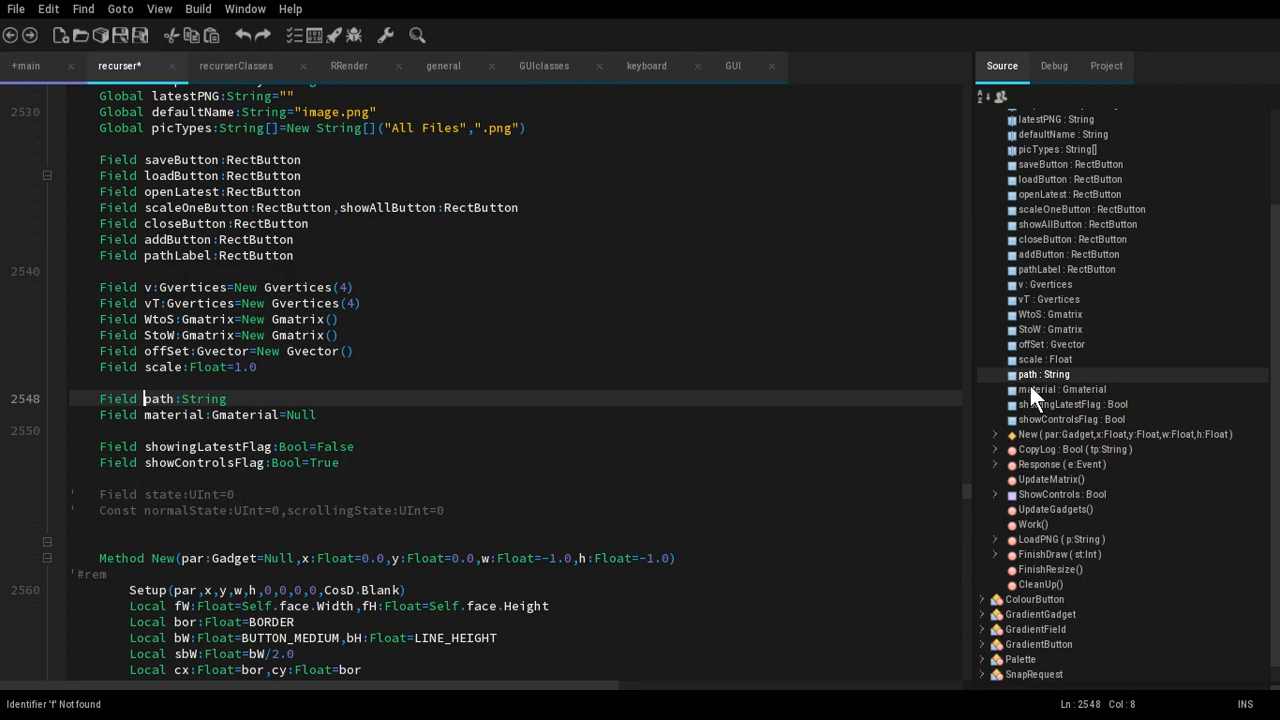 File Edit Find Goto View Build Window Help
+main × recurser* × recurserClasses × RRender × general × GUIclasses × keyboard × GUI ×
Source Debug Project
Global latestPNG:String=""
2530 Global defaultName:String="image.png"
Global picTypes:String[]=New String[]("All Files",".png")
Field saveButton:RectButton
Field loadButton:RectButton
Field openLatest:RectButton
Field scaleOneButton:RectButton,showAllButton:RectButton
Field closeButton:RectButton
Field addButton:RectButton
Field pathLabel:RectButton
2540
Field v:Gvertices=New Gvertices(4)
Field vT:Gvertices=New Gvertices(4)
Field WtoS:Gmatrix=New Gmatrix()
Field StoW:Gmatrix=New Gmatrix()
Field offSet:Gvector=New Gvector()
Field scale:Float=1.0
2548 Field path:String
Field material:Gmaterial=Null
2550
Field showingLatestFlag:Bool=False
Field showControlsFlag:Bool=True
' Field state:UInt=0
' Const normalState:UInt=0,scrollingState:UInt=0
Method New(par:Gadget=Null,x:Float=0.0,y:Float=0.0,w:Float=-1.0,h:Float=-1.0)
'#rem
2560 Setup(par,x,y,w,h,0,0,0,0,CosD.Blank)
Local fW:Float=Self.face.Width,fH:Float=Self.face.Height
Local bor:Float=BORDER
Local bW:Float=BUTTON_MEDIUM,bH:Float=LINE_HEIGHT
Local sbW:Float=bW/2.0
Local cx:Float=bor,cy:Float=bor
latestPNG : String
defaultName : String
picTypes : String[]
saveButton : RectButton
loadButton : RectButton
openLatest : RectButton
scaleOneButton : RectButton
showAllButton : RectButton
closeButton : RectButton
addButton : RectButton
pathLabel : RectButton
v : Gvertices
vT : Gvertices
WtoS : Gmatrix
StoW : Gmatrix
offSet : Gvector
scale : Float
path : String
material : Gmaterial
showingLatestFlag : Bool
showControlsFlag : Bool
New ( par:Gadget,x:Float,y:Float,w:Float,h:Float )
CopyLog : Bool ( tp:String )
Response ( e:Event )
UpdateMatrix()
ShowControls : Bool
UpdateGadgets()
Work()
LoadPNG ( p:String )
FinishDraw ( st:Int )
FinishResize()
CleanUp()
ColourButton
GradientGadget
GradientField
GradientButton
Palette
SnapRequest
Identifier 'f' Not found
Ln : 2548 Col : 8
INS